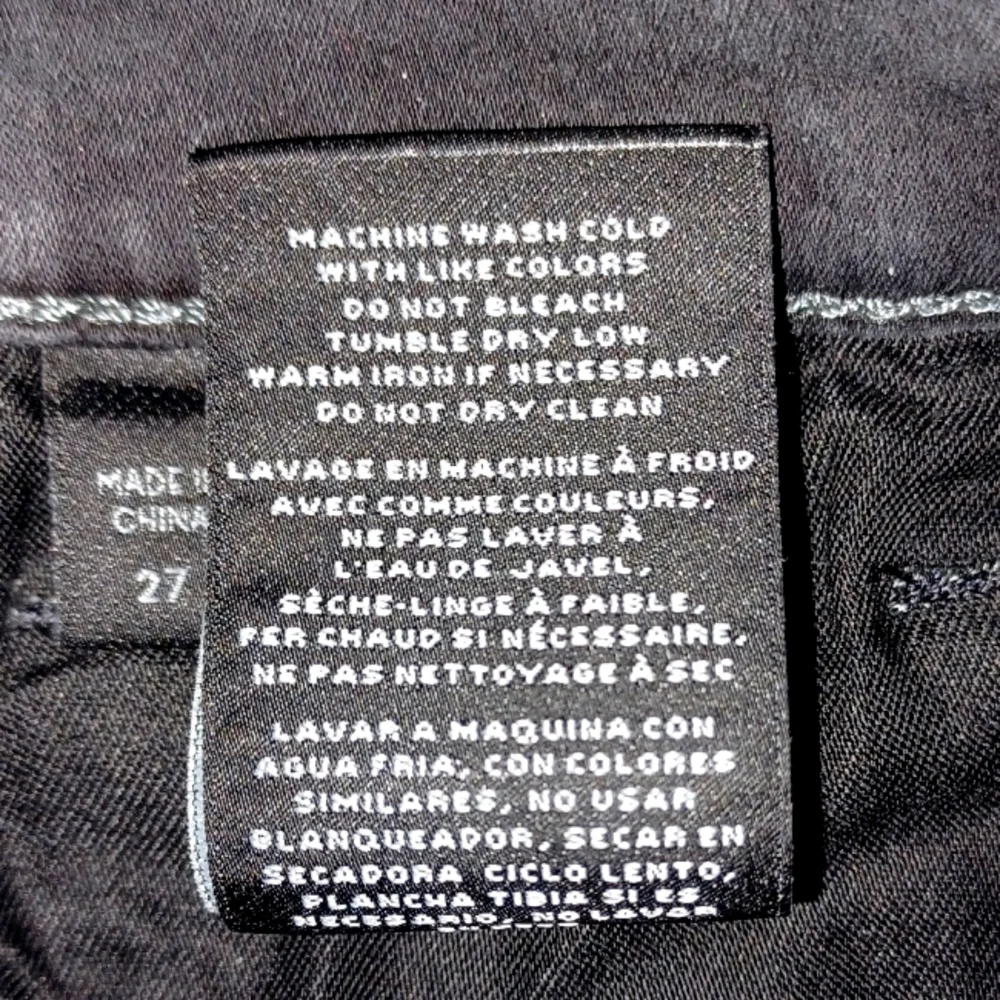 MACHINE WASH COLD
WITH LIKE COLORS
DO NOT BLEACH
TUMBLE DRY LOW
WARM IRON IF NECESSARY
DO NOT DRY CLEAN
LAVAGE EN MACHINE À FROID
AVEC COMME COULEURS,
NE PAS LAVER À
L'EAU DE JAVEL,
SÈCHE-LINGE À FAIBLE,
FER CHAUD SI NÉCESSAIRE,
NE PAS NETTOYAGE À SEC
LAVAR A MAQUINA CON
AGUA FRIA, CON COLORES
SIMILARES, NO USAR
BLANQUEADOR, SECAR EN
SECADORA CICLO LENTO,
PLANCHA TIBIA SI ES
NECESARIO, NO LAVAR
MADE
CHINA
27